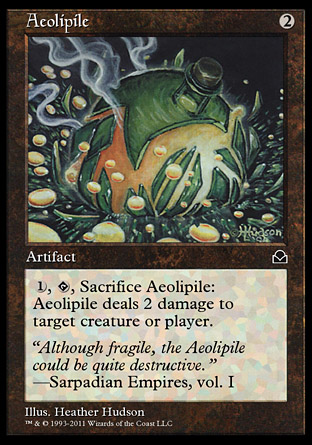 Aeolipile 2
HHudson
Artifact
1, , Sacrifice Aeolipile:
Aeolipile deals 2 damage to
target creature or player.
“Although fragile, the Aeolipile
could be quite destructive.”
—Sarpadian Empires, vol. I
Illus. Heather Hudson
™ & © 1993-2011 Wizards of the Coast LLC